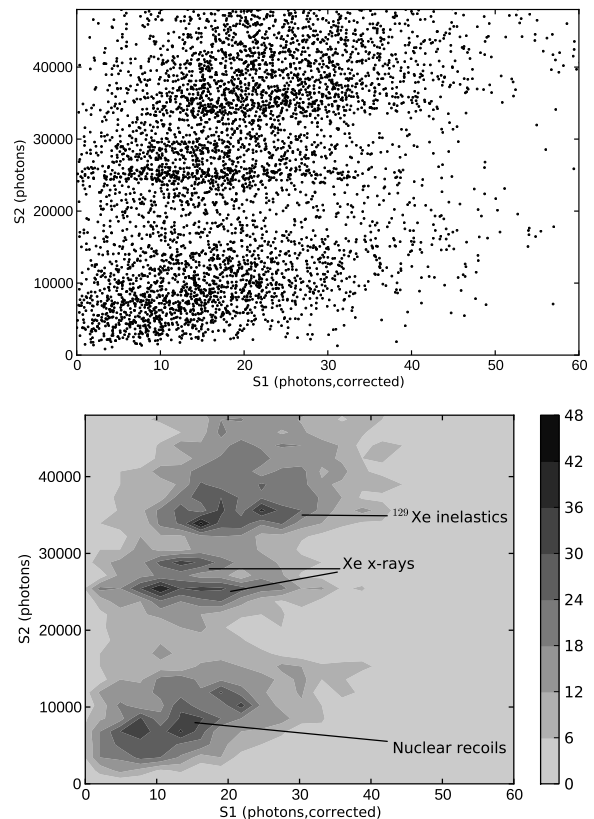 40000
30000
20000
10000
0
S2 (photons)
0 10 20 30 40 50 60
S1 (photons,corrected)
40000
30000
20000
10000
0
S2 (photons)
129Xe inelastics
Xe x-rays
Nuclear recoils
0 10 20 30 40 50 60
S1 (photons,corrected)
48
42
36
30
24
18
12
6
0